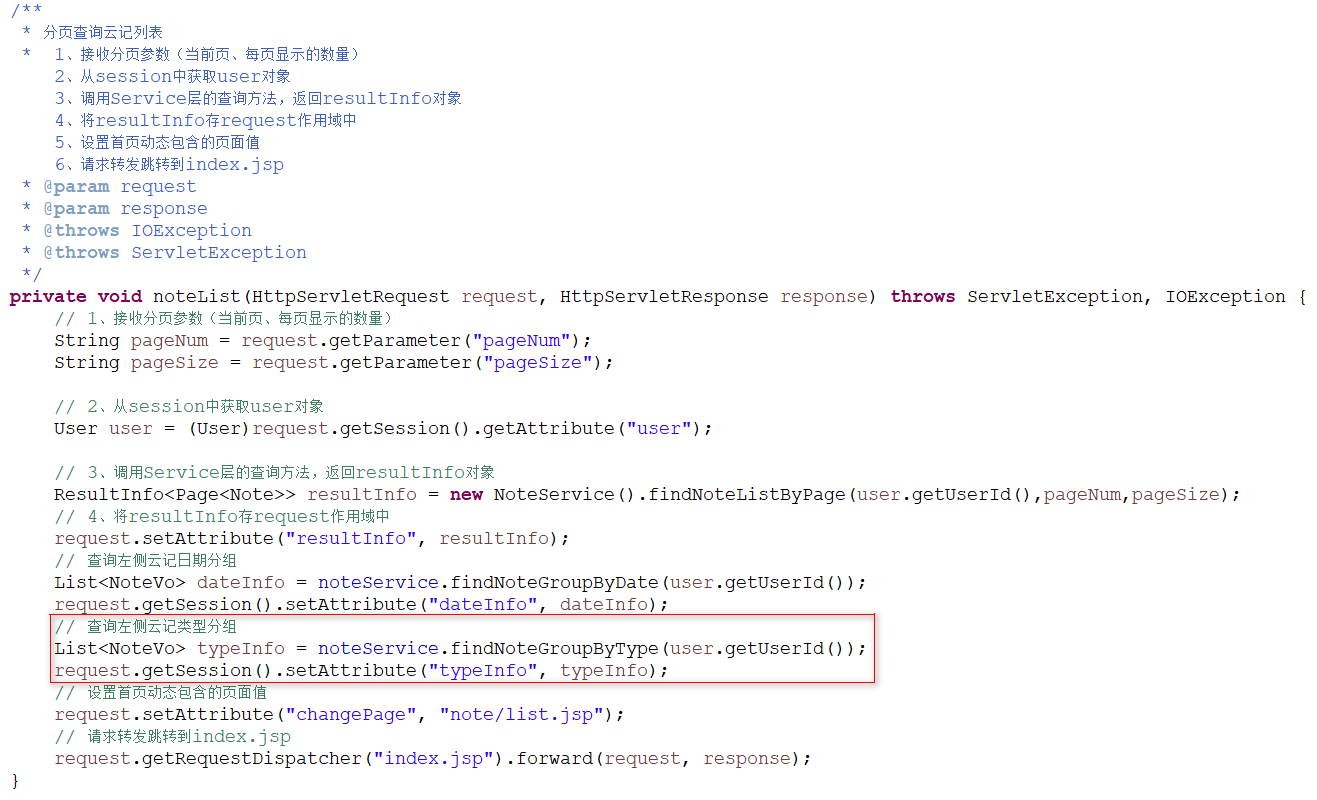 /**
 * 分页查询云记列表
 *  1、接收分页参数（当前页、每页显示的数量）
    2、从session中获取user对象
    3、调用Service层的查询方法，返回resultInfo对象
    4、将resultInfo存request作用域中
    5、设置首页动态包含的页面值
    6、请求转发跳转到index.jsp
 * @param request
 * @param response
 * @throws IOException
 * @throws ServletException
 */
private void noteList(HttpServletRequest request, HttpServletResponse response) throws ServletException, IOException {
    // 1、接收分页参数（当前页、每页显示的数量）
    String pageNum = request.getParameter("pageNum");
    String pageSize = request.getParameter("pageSize");

    // 2、从session中获取user对象
    User user = (User)request.getSession().getAttribute("user");

    // 3、调用Service层的查询方法，返回resultInfo对象
    ResultInfo<Page<Note>> resultInfo = new NoteService().findNoteListByPage(user.getUserId(),pageNum,pageSize);
    // 4、将resultInfo存request作用域中
    request.setAttribute("resultInfo", resultInfo);
    // 查询左侧云记日期分组
    List<NoteVo> dateInfo = noteService.findNoteGroupByDate(user.getUserId());
    request.getSession().setAttribute("dateInfo", dateInfo);
    // 查询左侧云记类型分组
    List<NoteVo> typeInfo = noteService.findNoteGroupByType(user.getUserId());
    request.getSession().setAttribute("typeInfo", typeInfo);
    // 设置首页动态包含的页面值
    request.setAttribute("changePage", "note/list.jsp");
    // 请求转发跳转到index.jsp
    request.getRequestDispatcher("index.jsp").forward(request, response);
}